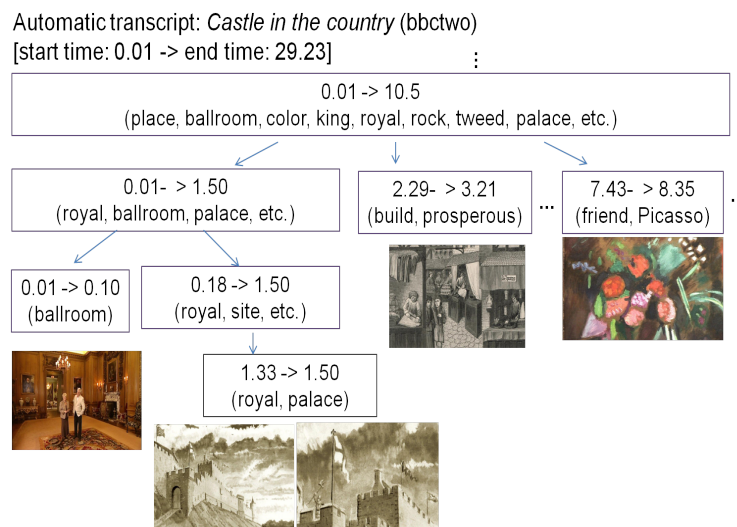 Automatic transcript: Castle in the country (bbctwo)
[start time: 0.01 -> end time: 29.23]
⋮
0.01 -> 10.5
(place, ballroom, color, king, royal, rock, tweed, palace, etc.)
0.01- > 1.50
(royal, ballroom, palace, etc.)
2.29- > 3.21
(build, prosperous)
...
7.43- > 8.35
(friend, Picasso)
.
0.01 -> 0.10
(ballroom)
0.18 -> 1.50
(royal, site, etc.)
1.33 -> 1.50
(royal, palace)